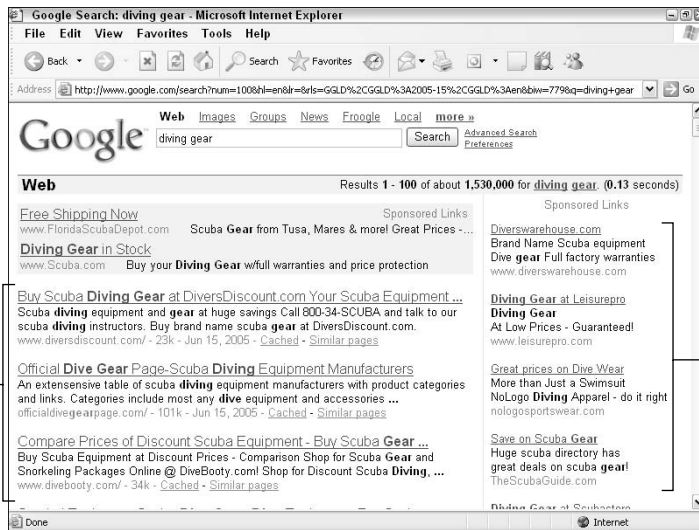 Google Search: diving gear - Microsoft Internet Explorer
File Edit View Favorites Tools Help
Back Search Favorites
Address http://www.google.com/search?num=100&hl=en&lr=&rls=GGLD%2CGGLD%3A2005-15%2CGGLD%3Aen&biw=779&q=diving+gear Go
Google
Web Images Groups News Froogle Local more »
diving gear Search Advanced Search
Preferences
Web Results 1 - 100 of about 1,530,000 for diving gear. (0.13 seconds)
Free Shipping Now Sponsored Links
www.FloridaScubaDepot.com Scuba Gear from Tusa, Mares & more! Great Prices -...
Diving Gear in Stock
www.Scuba.com Buy your Diving Gear w/full warranties and price protection
Buy Scuba Diving Gear at DiversDiscount.com Your Scuba Equipment ...
Scuba diving equipment and gear at huge savings Call 800-34-SCUBA and talk to our
scuba diving instructors. Buy brand name scuba gear at DiversDiscount.com.
www.diversdiscount.com/ - 23k - Jun 15, 2005 - Cached - Similar pages
Official Dive Gear Page-Scuba Diving Equipment Manufacturers
An extensensive table of scuba diving equipment manufacturers with product categories
and links. Categories include most any dive equipment and accessories ...
officialdivegearpage.com/ - 101k - Jun 15, 2005 - Cached - Similar pages
Compare Prices of Discount Scuba Equipment - Buy Scuba Gear ...
Buy Scuba Equipment at Discount Prices - Comparison Shop for Scuba Gear and
Snorkeling Packages Online @ DiveBooty.com! Shop for Discount Scuba Diving, ...
www.divebooty.com/ - 34k - Cached - Similar pages
Sponsored Links
Diverswarehouse.com
Brand Name Scuba equipment
Dive gear Full factory warranties
www.diverswarehouse.com
Diving Gear at Leisurepro
Diving Gear
At Low Prices - Guaranteed!
www.leisurepro.com
Great prices on Dive Wear
More than Just a Swimsuit
NoLogo Diving Apparel - do it right
nologosportswear.com
Save on Scuba Gear
Huge scuba directory has
great deals on scuba gear!
TheScubaGuide.com
Diving Gear at Scubastore
Done Internet